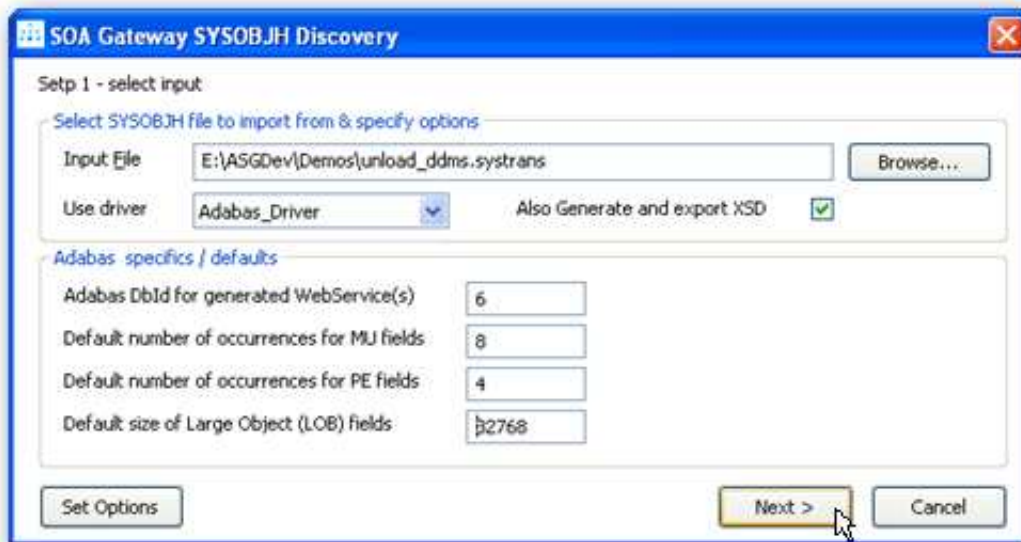 SOA Gateway SYSOBJH Discovery
Setp 1 - select input
Select SYSOBJH file to import from & specify options
Input File E:\ASGDev\Demos\unload_ddms.systrans Browse...
Use driver Adabas_Driver Also Generate and export XSD
Adabas specifics / defaults
Adabas DbId for generated WebService(s) 6
Default number of occurrences for MU fields 8
Default number of occurrences for PE fields 4
Default size of Large Object (LOB) fields 32768
Set Options Next > Cancel